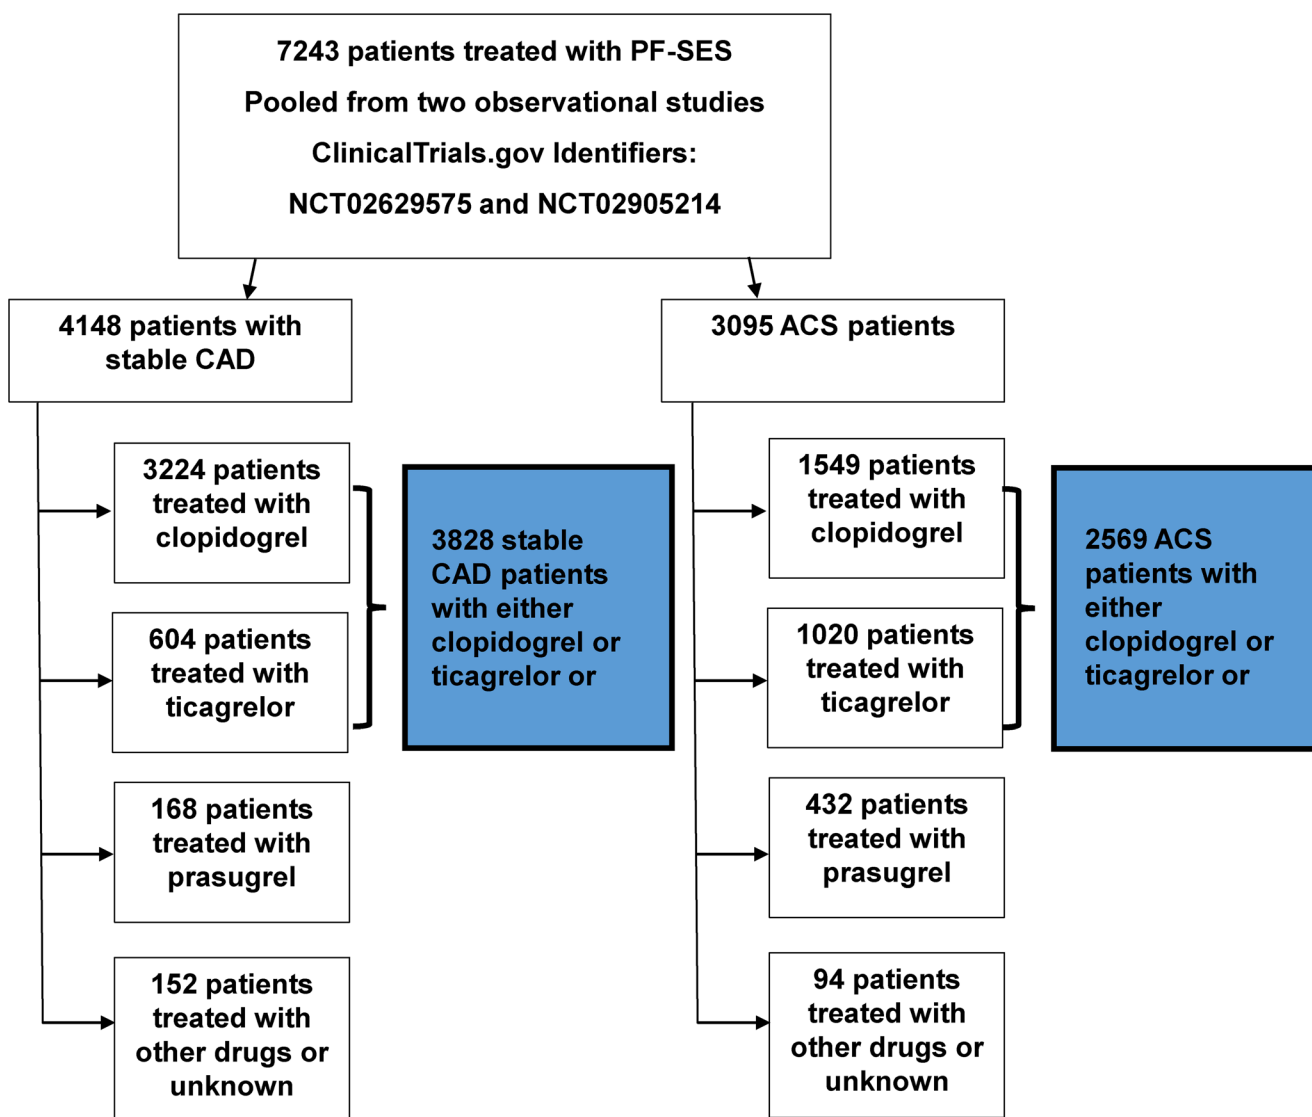 7243 patients treated with PF-SES
Pooled from two observational studies
ClinicalTrials.gov Identifiers:
NCT02629575 and NCT02905214
4148 patients with
stable CAD
3095 ACS patients
3224 patients
treated with
clopidogrel
3828 stable
CAD patients
with either
clopidogrel or
ticagrelor or
1549 patients
treated with
clopidogrel
2569 ACS
patients with
either
clopidogrel or
ticagrelor or
604 patients
treated with
ticagrelor
1020 patients
treated with
ticagrelor
168 patients
treated with
prasugrel
432 patients
treated with
prasugrel
152 patients
treated with
other drugs or
unknown
94 patients
treated with
other drugs or
unknown